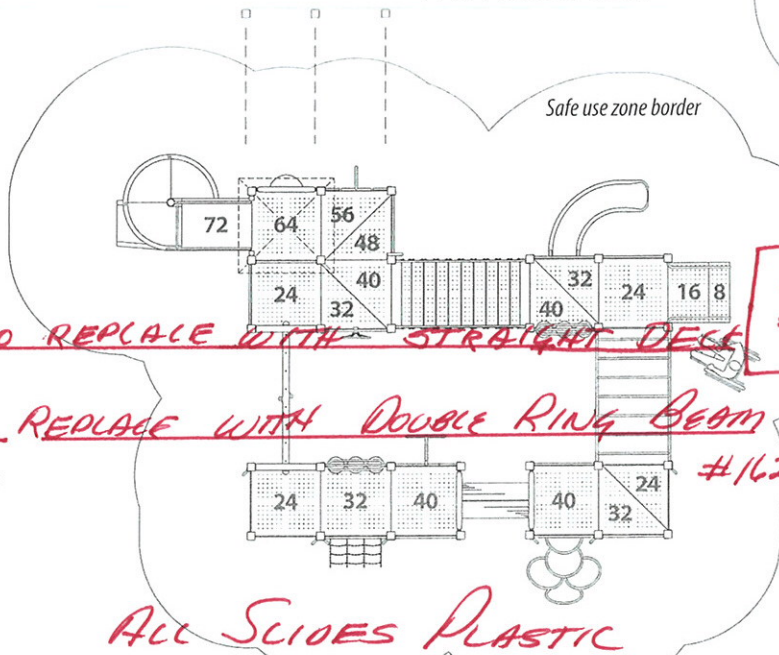 Safe use zone border
72 64 56
48
24 40 32 24 16 8
32 40
REPLACE WITH STRAIGHT DECK
REPLACE WITH DOUBLE RING BEAM
#162
24 32 40 40 24
32
ALL SLIDES PLASTIC